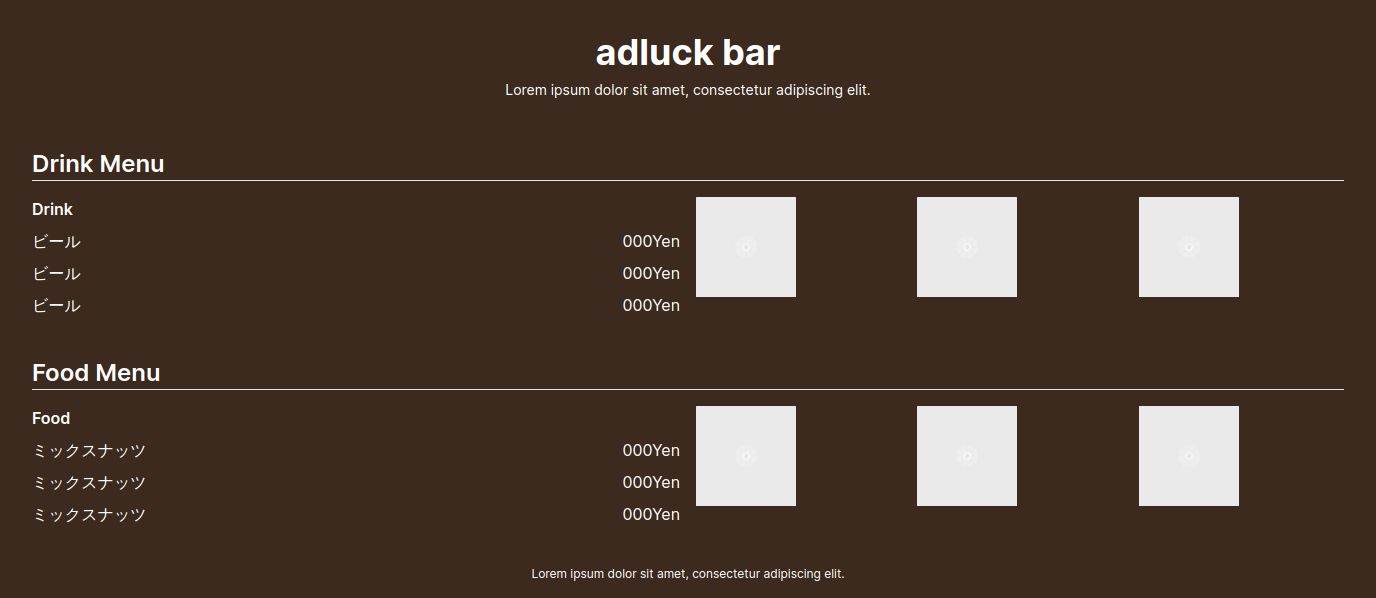 adluck bar
Lorem ipsum dolor sit amet, consectetur adipiscing elit.
Drink Menu
Drink
ビール 000Yen
ビール 000Yen
ビール 000Yen
Food Menu
Food
ミックスナッツ 000Yen
ミックスナッツ 000Yen
ミックスナッツ 000Yen
Lorem ipsum dolor sit amet, consectetur adipiscing elit.